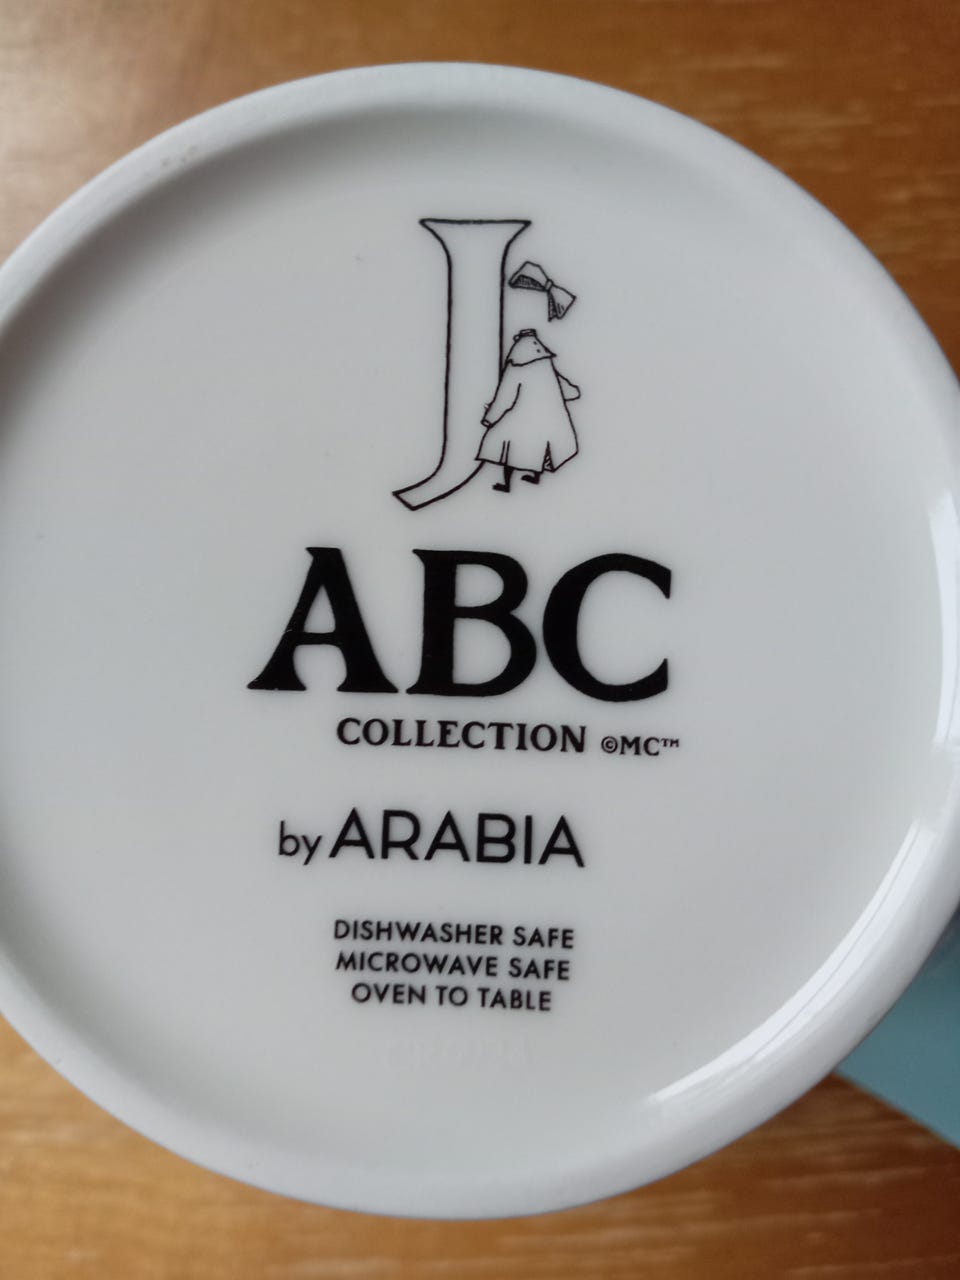 J
ABC
COLLECTION ©MC™
by ARABIA
DISHWASHER SAFE
MICROWAVE SAFE
OVEN TO TABLE